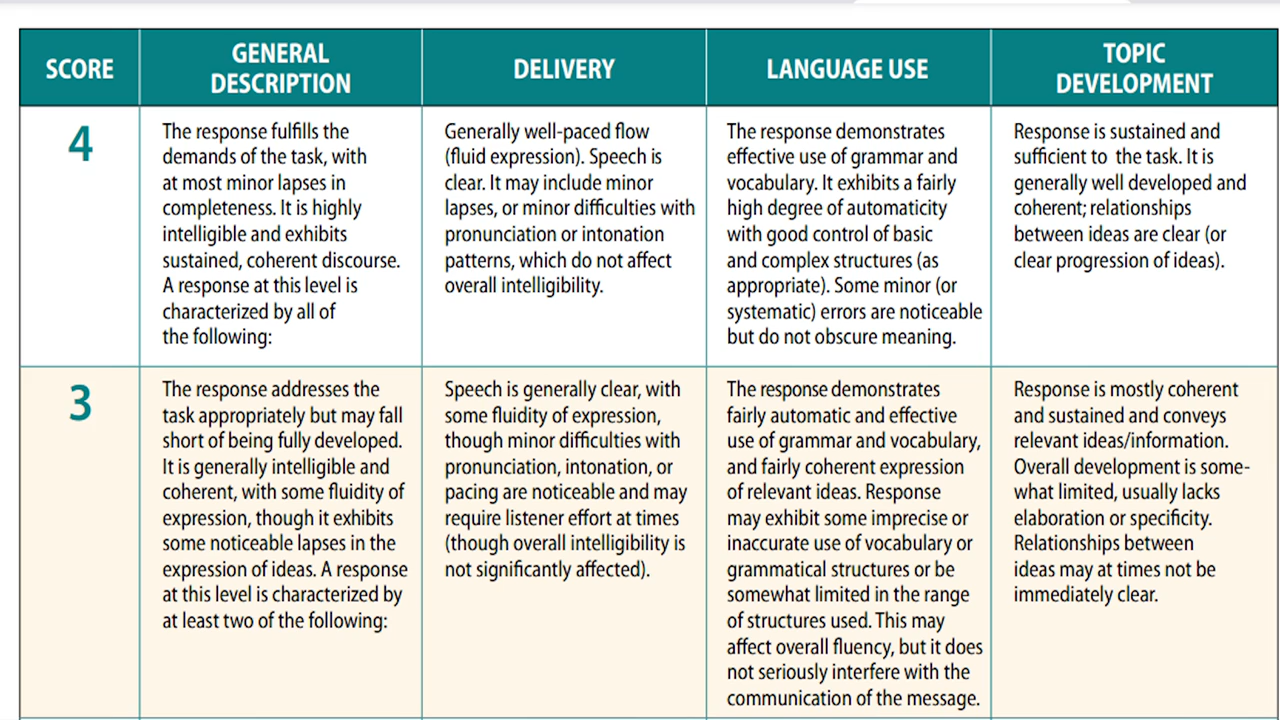 SCORE
GENERAL
DESCRIPTION
DELIVERY
LANGUAGE USE
TOPIC
DEVELOPMENT
4
The response fulfills the
demands of the task, with
at most minor lapses in
completeness. It is highly
intelligible and exhibits
sustained, coherent discourse.
A response at this level is
characterized by all of
the following:
Generally well-paced flow
(fluid expression). Speech is
clear. It may include minor
lapses, or minor difficulties with
pronunciation or intonation
patterns, which do not affect
overall intelligibility.
The response demonstrates
effective use of grammar and
vocabulary. It exhibits a fairly
high degree of automaticity
with good control of basic
and complex structures (as
appropriate). Some minor (or
systematic) errors are noticeable
but do not obscure meaning.
Response is sustained and
sufficient to the task. It is
generally well developed and
coherent; relationships
between ideas are clear (or
clear progression of ideas).
3
The response addresses the
task appropriately but may fall
short of being fully developed.
It is generally intelligible and
coherent, with some fluidity of
expression, though it exhibits
some noticeable lapses in the
expression of ideas. A response
at this level is characterized by
at least two of the following:
Speech is generally clear, with
some fluidity of expression,
though minor difficulties with
pronunciation, intonation, or
pacing are noticeable and may
require listener effort at times
(though overall intelligibility is
not significantly affected).
The response demonstrates
fairly automatic and effective
use of grammar and vocabulary,
and fairly coherent expression
of relevant ideas. Response
may exhibit some imprecise or
inaccurate use of vocabulary or
grammatical structures or be
somewhat limited in the range
of structures used. This may
affect overall fluency, but it does
not seriously interfere with the
communication of the message.
Response is mostly coherent
and sustained and conveys
relevant ideas/information.
Overall development is some-
what limited, usually lacks
elaboration or specificity.
Relationships between
ideas may at times not be
immediately clear.